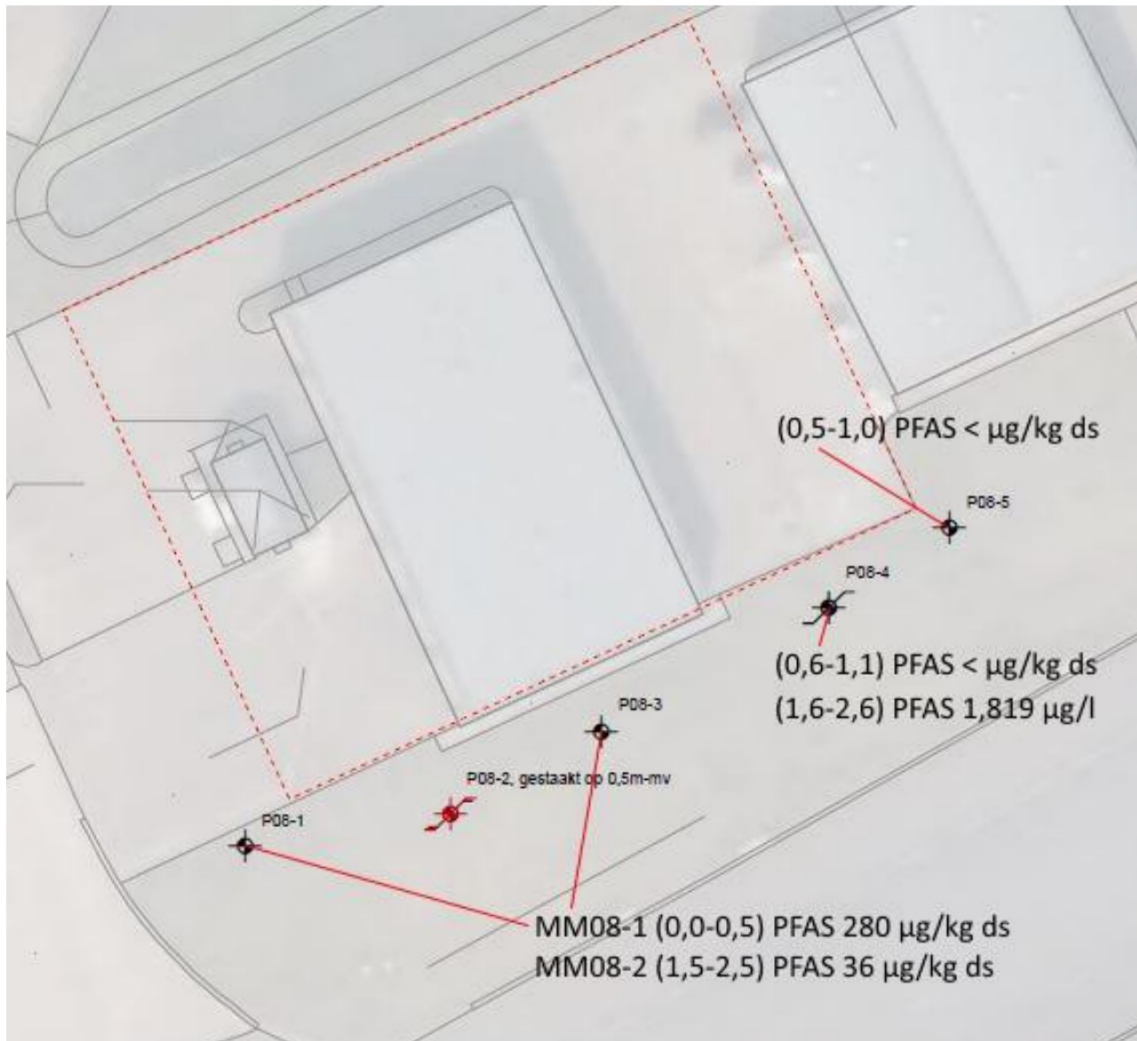 (0,5-1,0) PFAS < µg/kg ds
P08-5
P08-4
(0,6-1,1) PFAS < µg/kg ds
(1,6-2,6) PFAS 1,819 µg/l
P08-3
P08-2, gestaakt op 0,5m-mv
P08-1
MM08-1 (0,0-0,5) PFAS 280 µg/kg ds
MM08-2 (1,5-2,5) PFAS 36 µg/kg ds